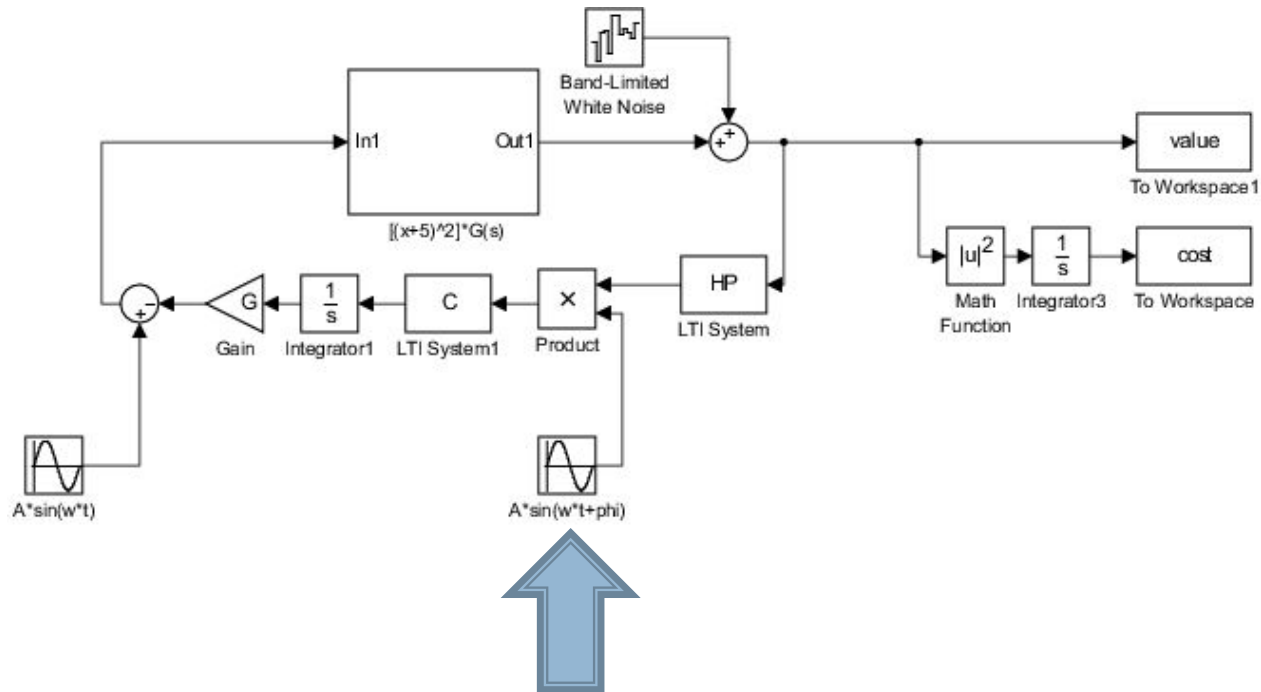 Band-Limited
White Noise
In1
Out1
[(x+5)^2]*G(s)
+
+
value
To Workspace1
|u|²
Math
Function
1
s
Integrator3
cost
To Workspace
HP
LTI System
×
Product
C
LTI System1
1
s
Integrator1
G
Gain
−
+
A*sin(w*t)
A*sin(w*t+phi)